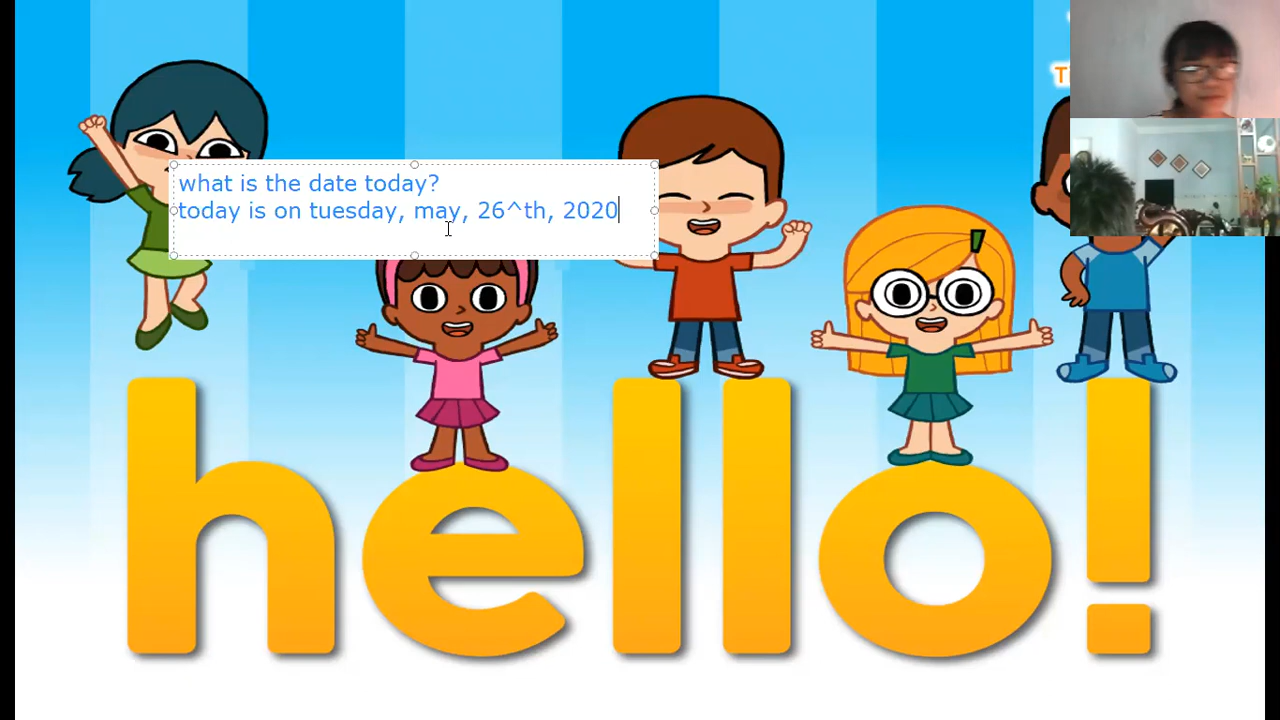 what is the date today?
today is on tuesday, may, 26^th, 2020
hello!